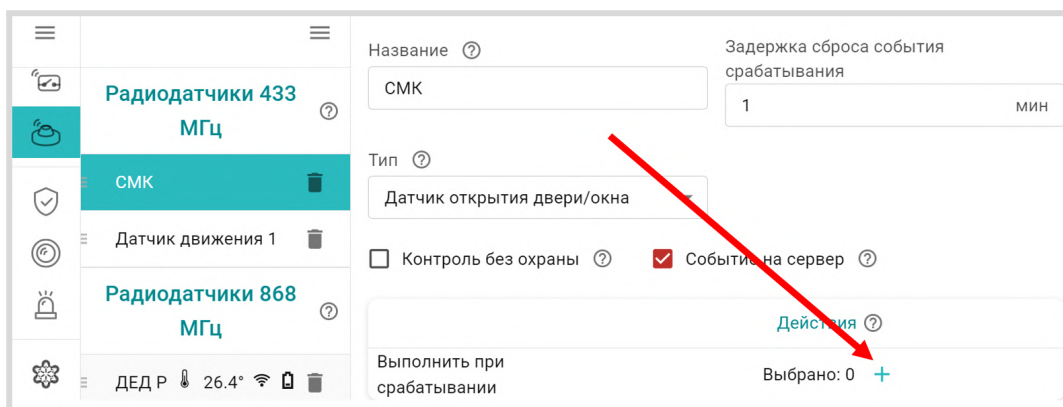 Радиодатчики 433
МГц
СМК
Датчик движения 1
Радиодатчики 868
МГц
ДЕД Р 26.4°
Название
СМК
Задержка сброса события
срабатывания
1 мин
Тип
Датчик открытия двери/окна
Контроль без охраны
Событие на сервер
Действия
Выполнить при
срабатывании
Выбрано: 0